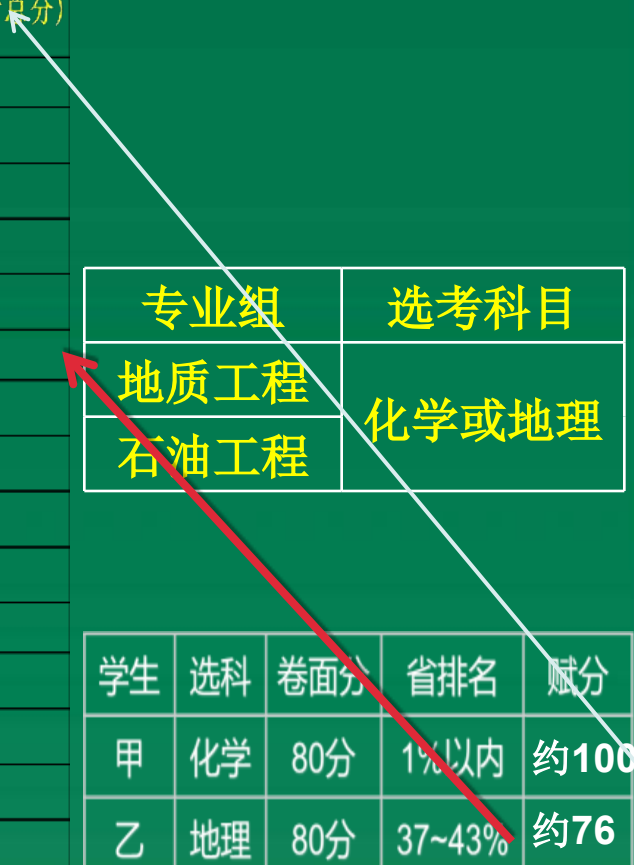 总分)
专业组 选考科目
地质工程 化学或地理
石油工程
学生 选科 卷面分 省排名 赋分
甲 化学 80分 1%以内 约100
乙 地理 80分 37~43% 约76